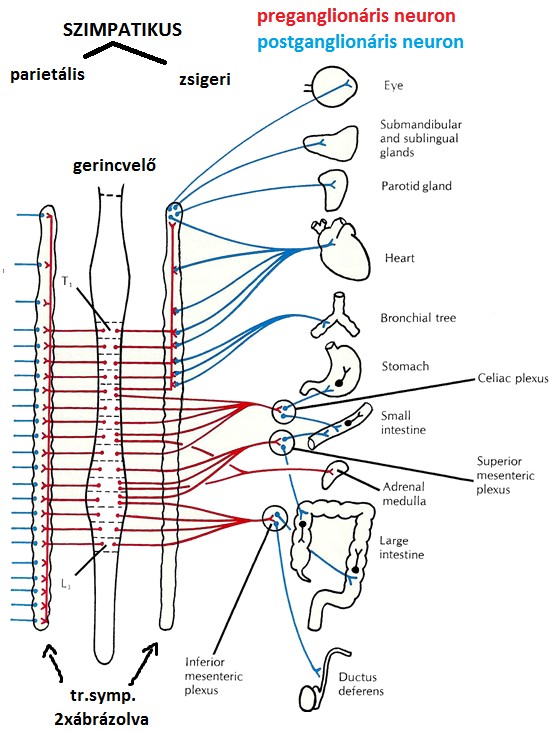 SZIMPATIKUS
preganglionáris neuron
postganglionáris neuron
parietális
zsigeri
gerincvelő
Eye
Submandibular
and sublingual
glands
Parotid gland
Heart
T₁
Bronchial tree
Stomach
Celiac plexus
Small
intestine
Superior
mesenteric
plexus
Adrenal
medulla
Large
intestine
L₃
Inferior
mesenteric
plexus
Ductus
deferens
tr.symp.
2xábrázolva